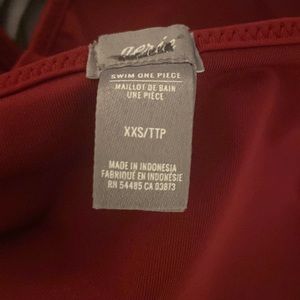 aerie
SWIM ONE PIECE
MAILLOT DE BAIN
UNE PIÈCE
XXS/TTP
MADE IN INDONESIA
FABRIQUÉ EN INDONÉSIE
RN 54485 CA 03873